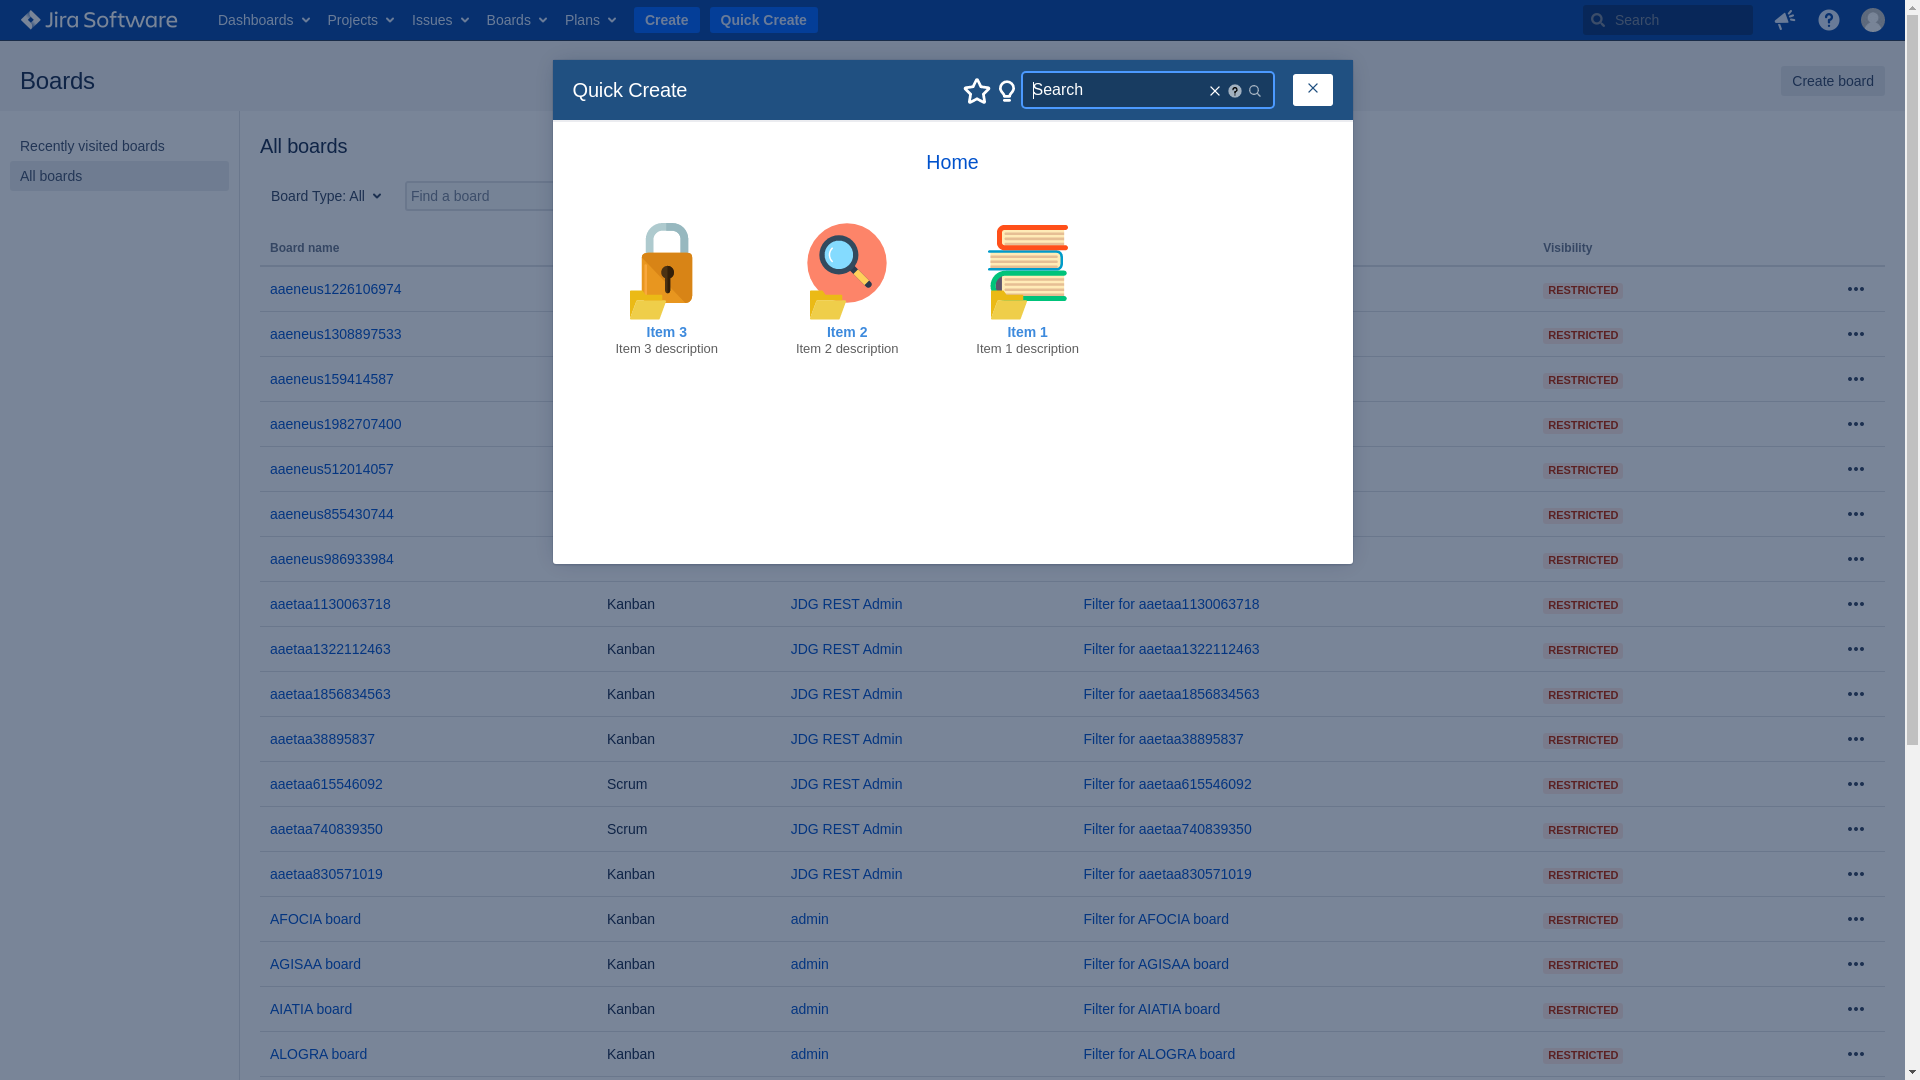 Jira Software Dashboards Projects Issues Boards Plans Create Quick Create Search
Boards Create board
Quick Create Search
Recently visited boards
All boards
All boards
Board Type: All Find a board
Home
Item 3 Item 2 Item 1
Item 3 description Item 2 description Item 1 description
Board name Visibility
aaeneus1226106974 RESTRICTED
aaeneus1308897533 RESTRICTED
aaeneus159414587 RESTRICTED
aaeneus1982707400 RESTRICTED
aaeneus512014057 RESTRICTED
aaeneus855430744 RESTRICTED
aaeneus986933984 RESTRICTED
aaetaa1130063718 Kanban JDG REST Admin Filter for aaetaa1130063718 RESTRICTED
aaetaa1322112463 Kanban JDG REST Admin Filter for aaetaa1322112463 RESTRICTED
aaetaa1856834563 Kanban JDG REST Admin Filter for aaetaa1856834563 RESTRICTED
aaetaa38895837 Kanban JDG REST Admin Filter for aaetaa38895837 RESTRICTED
aaetaa615546092 Scrum JDG REST Admin Filter for aaetaa615546092 RESTRICTED
aaetaa740839350 Scrum JDG REST Admin Filter for aaetaa740839350 RESTRICTED
aaetaa830571019 Kanban JDG REST Admin Filter for aaetaa830571019 RESTRICTED
AFOCIA board Kanban admin Filter for AFOCIA board RESTRICTED
AGISAA board Kanban admin Filter for AGISAA board RESTRICTED
AIATIA board Kanban admin Filter for AIATIA board RESTRICTED
ALOGRA board Kanban admin Filter for ALOGRA board RESTRICTED